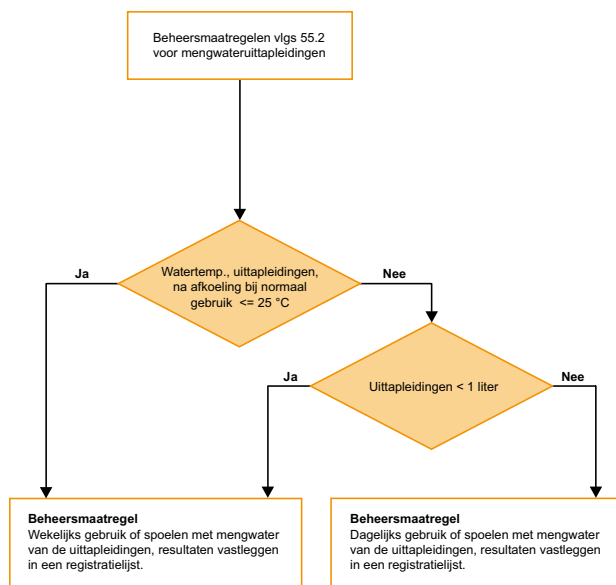 Beheersmaatregelen vlgs 55.2
voor mengwateruittapleidingen
Ja
Watertemp., uittapleidingen,
na afkoeling bij normaal
gebruik <= 25 °C
Nee
Ja
Uittapleidingen < 1 liter
Nee
Beheersmaatregel
Wekelijks gebruik of spoelen met mengwater
van de uittapleidingen, resultaten vastleggen
in een registratielijst.
Beheersmaatregel
Dagelijks gebruik of spoelen met mengwater
van de uittapleidingen, resultaten vastleggen
in een registratielijst.